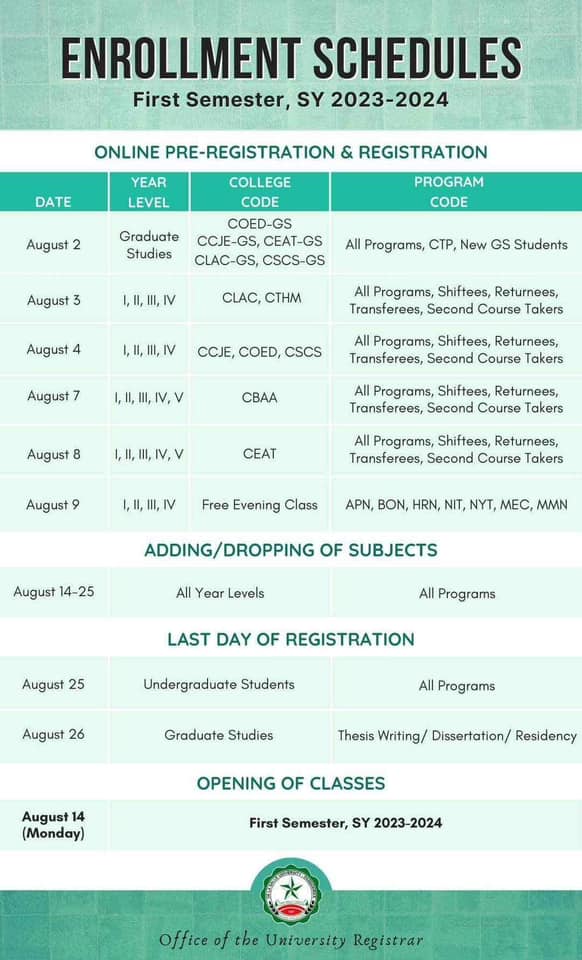 ENROLLMENT SCHEDULES
First Semester, SY 2023-2024
ONLINE PRE-REGISTRATION & REGISTRATION
DATE
YEAR
LEVEL
COLLEGE
CODE
PROGRAM
CODE
August 2
Graduate
Studies
COED-GS
CCJE-GS, CEAT-GS
CLAC-GS, CSCS-GS
All Programs, CTP, New GS Students
August 3
I, II, III, IV
CLAC, CTHM
All Programs, Shiftees, Returnees,
Transferees, Second Course Takers
August 4
I, II, III, IV
CCJE, COED, CSCS
All Programs, Shiftees, Returnees,
Transferees, Second Course Takers
August 7
I, II, III, IV, V
CBAA
All Programs, Shiftees, Returnees,
Transferees, Second Course Takers
August 8
I, II, III, IV, V
CEAT
All Programs, Shiftees, Returnees,
Transferees, Second Course Takers
August 9
I, II, III, IV
Free Evening Class
APN, BON, HRN, NIT, NYT, MEC, MMN
ADDING/DROPPING OF SUBJECTS
August 14-25
All Year Levels
All Programs
LAST DAY OF REGISTRATION
August 25
Undergraduate Students
All Programs
August 26
Graduate Studies
Thesis Writing/ Dissertation/ Residency
OPENING OF CLASSES
August 14
(Monday)
First Semester, SY 2023-2024
Office of the University Registrar